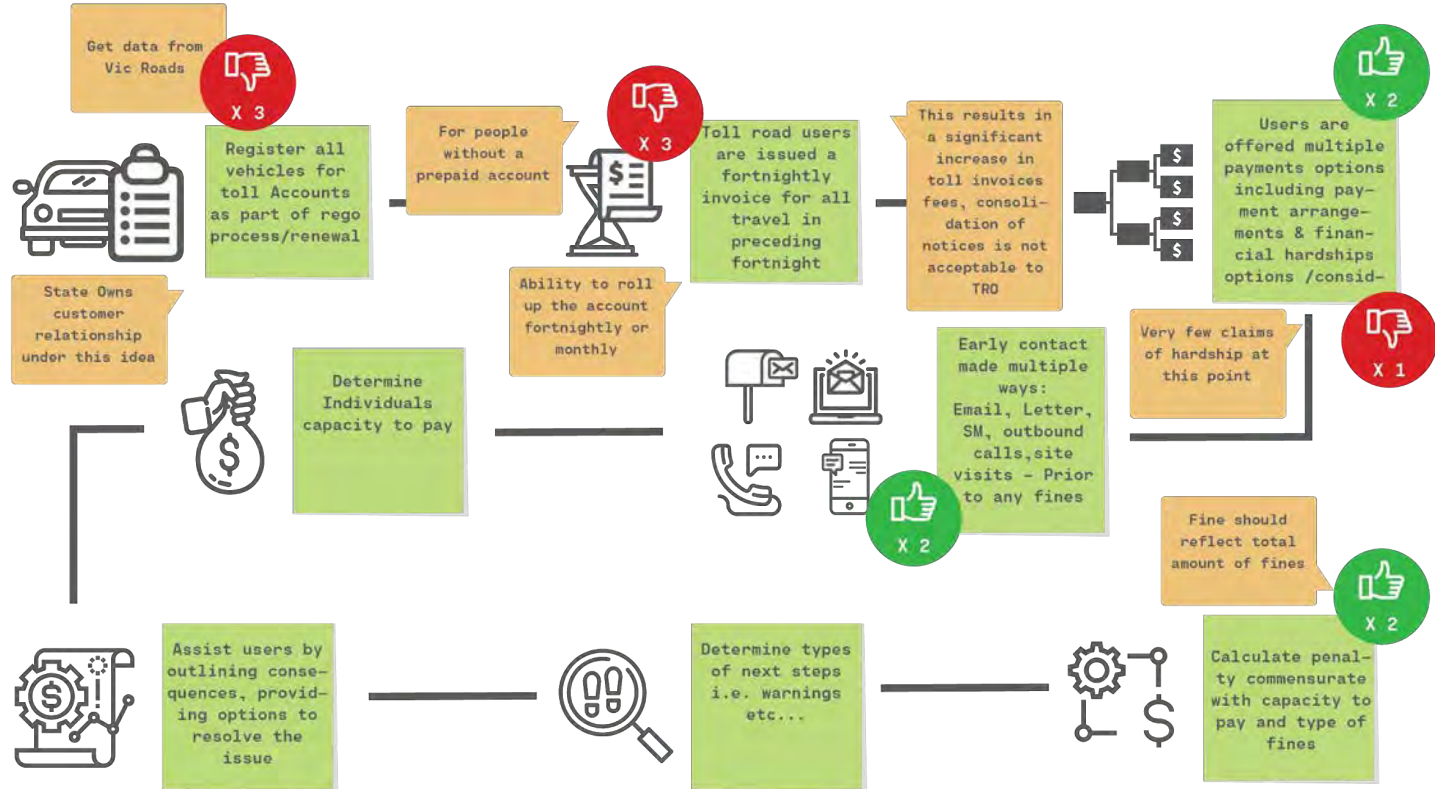 Get data from
Vic Roads
X 3
Register all
vehicles for
toll Accounts
as part of rego
process/renewal
State Owns
customer
relationship
under this idea
For people
without a
prepaid account
X 3
$
Toll road users
are issued a
fortnightly
invoice for all
travel in
preceding
fortnight
Ability to roll
up the account
fortnightly or
monthly
This results in
a significant
increase in
toll invoices
fees, consoli-
dation of
notices is not
acceptable to
TRO
$
$
$
$
X 2
Users are
offered multiple
payments options
including pay-
ment arrange-
ments & finan-
cial hardships
options /consid-
X 1
Very few claims
of hardship at
this point
Early contact
made multiple
ways:
Email, Letter,
SM, outbound
calls,site
visits - Prior
to any fines
X 2
$
Determine
Individuals
capacity to pay
$
Assist users by
outlining conse-
quences, provid-
ing options to
resolve the
issue
Determine types
of next steps
i.e. warnings
etc...
Fine should
reflect total
amount of fines
X 2
$
Calculate penal-
ty commensurate
with capacity to
pay and type of
fines